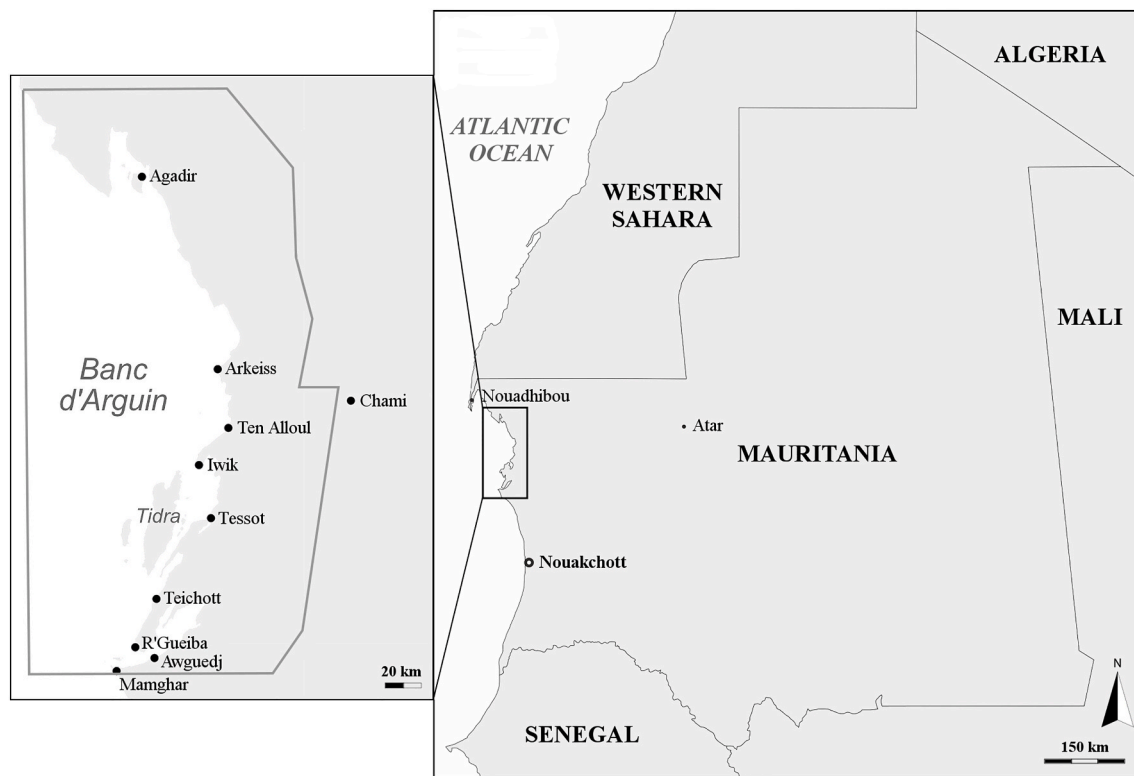 Agadir
Arkeiss
Banc
d'Arguin
Chami
Ten Alloul
Iwik
Tidra
Tessot
Teichott
R'Gueiba
Awguedj
Mamghar
20 km
ALGERIA
ATLANTIC
OCEAN
WESTERN
SAHARA
MALI
Nouadhibou
Atar
MAURITANIA
Nouakchott
SENEGAL
N
150 km